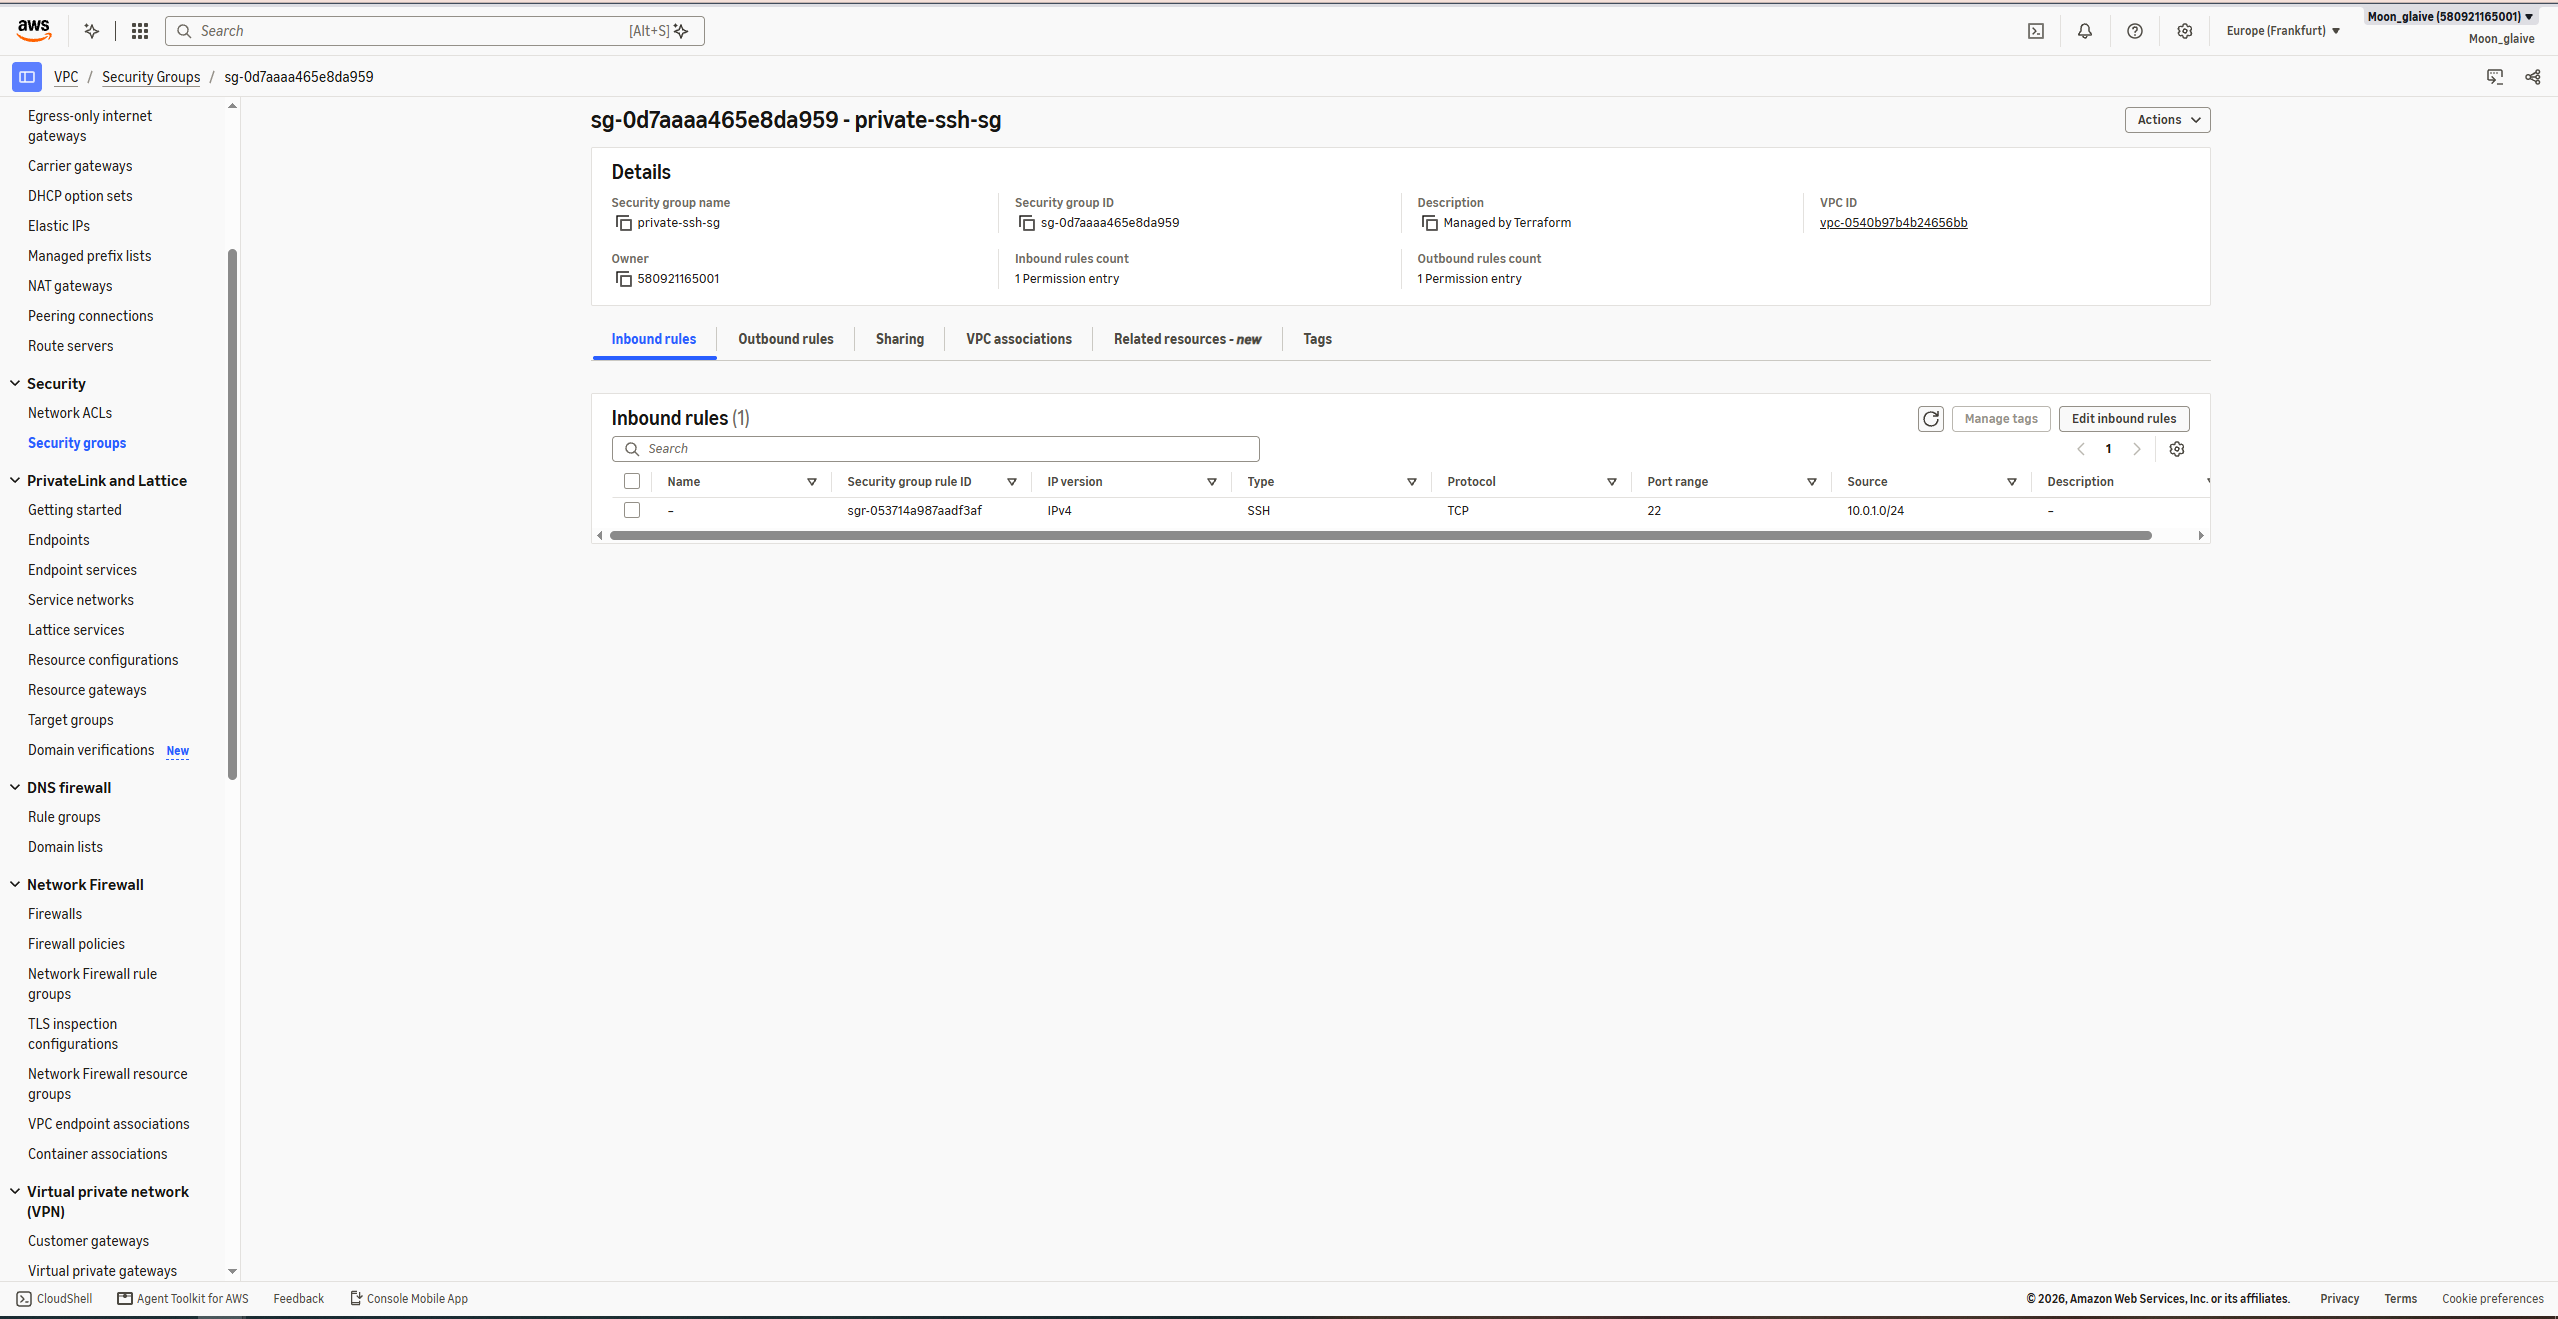 aws
Search [Alt+S]
Europe (Frankfurt)
Moon_glaive (580921165001)
Moon_glaive
VPC / Security Groups / sg-0d7aaaa465e8da959
Egress-only internet
gateways
Carrier gateways
DHCP option sets
Elastic IPs
Managed prefix lists
NAT gateways
Peering connections
Route servers
Security
Network ACLs
Security groups
PrivateLink and Lattice
Getting started
Endpoints
Endpoint services
Service networks
Lattice services
Resource configurations
Resource gateways
Target groups
Domain verifications New
DNS firewall
Rule groups
Domain lists
Network Firewall
Firewalls
Firewall policies
Network Firewall rule
groups
TLS inspection
configurations
Network Firewall resource
groups
VPC endpoint associations
Container associations
Virtual private network
(VPN)
Customer gateways
Virtual private gateways
sg-0d7aaaa465e8da959 - private-ssh-sg
Actions
Details
Security group name
private-ssh-sg
Security group ID
sg-0d7aaaa465e8da959
Description
Managed by Terraform
VPC ID
vpc-0540b97b4b24656bb
Owner
580921165001
Inbound rules count
1 Permission entry
Outbound rules count
1 Permission entry
Inbound rules Outbound rules Sharing VPC associations Related resources - new Tags
Inbound rules (1)
Manage tags
Edit inbound rules
Search
1
Name Security group rule ID IP version Type Protocol Port range Source Description
– sgr-053714a987aadf3af IPv4 SSH TCP 22 10.0.1.0/24 –
CloudShell Agent Toolkit for AWS Feedback Console Mobile App
© 2026, Amazon Web Services, Inc. or its affiliates. Privacy Terms Cookie preferences